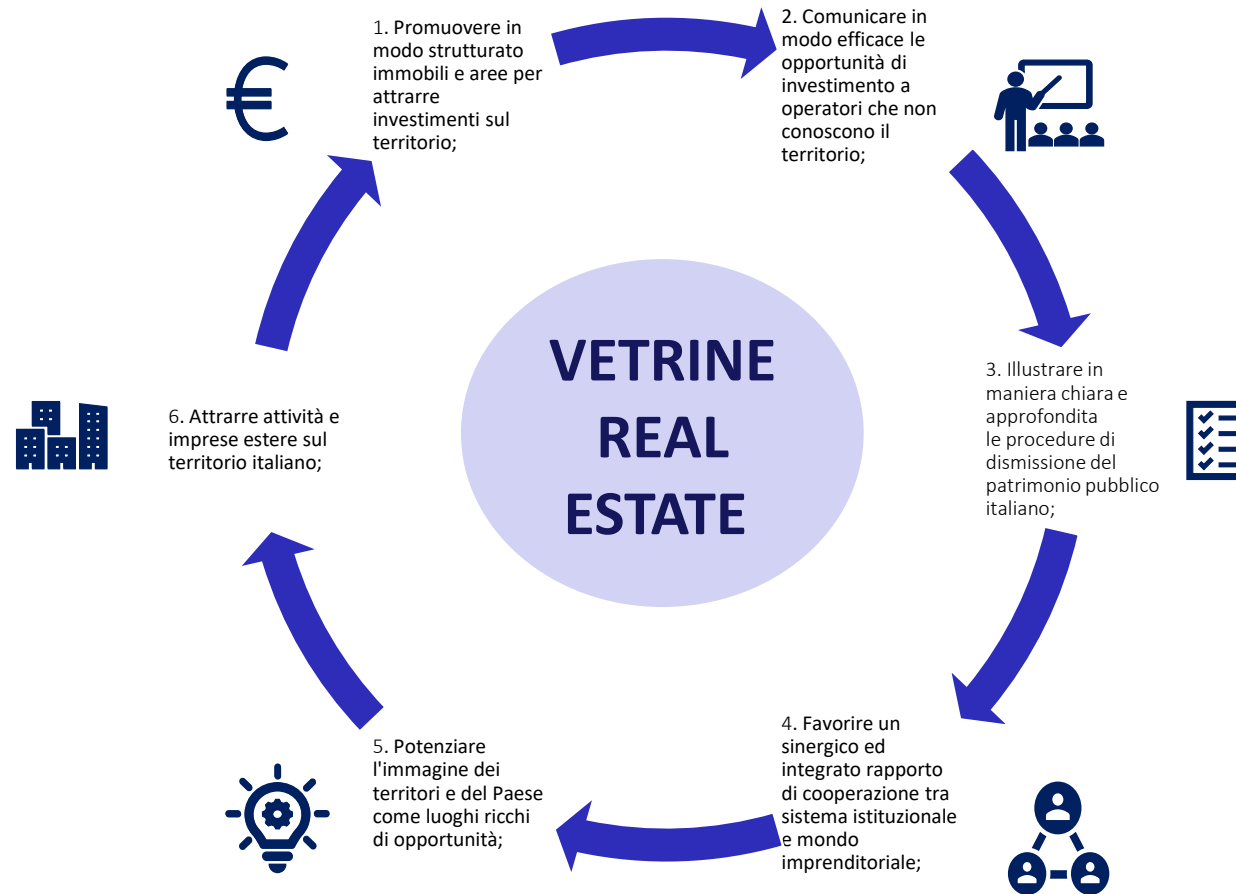 1. Promuovere in
modo strutturato
immobili e aree per
attrarre
investimenti sul
territorio;
2. Comunicare in
modo efficace le
opportunità di
investimento a
operatori che non
conoscono il
territorio;
3. Illustrare in
maniera chiara e
approfondita
le procedure di
dismissione del
patrimonio pubblico
italiano;
4. Favorire un
sinergico ed
integrato rapporto
di cooperazione tra
sistema istituzionale
e mondo
imprenditoriale;
5. Potenziare
l'immagine dei
territori e del Paese
come luoghi ricchi
di opportunità;
6. Attrarre attività e
imprese estere sul
territorio italiano;
VETRINE
REAL
ESTATE